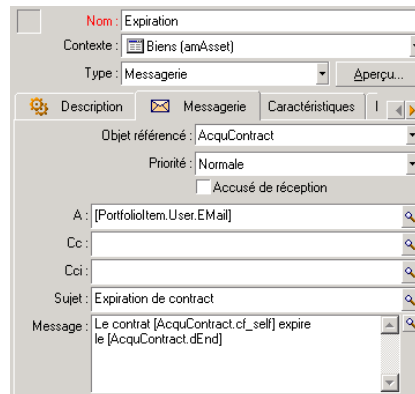 Nom : Expiration
Contexte : Biens (amAsset)
Type : Messagerie Aperçu...
Description Messagerie Caractéristiques
Objet référencé : AcquContract
Priorité : Normale
Accusé de réception
A : [PortfolioItem.User.EMail]
Cc :
Cci :
Sujet : Expiration de contract
Message : Le contrat [AcquContract.cf_self] expire
le [AcquContract.dEnd]